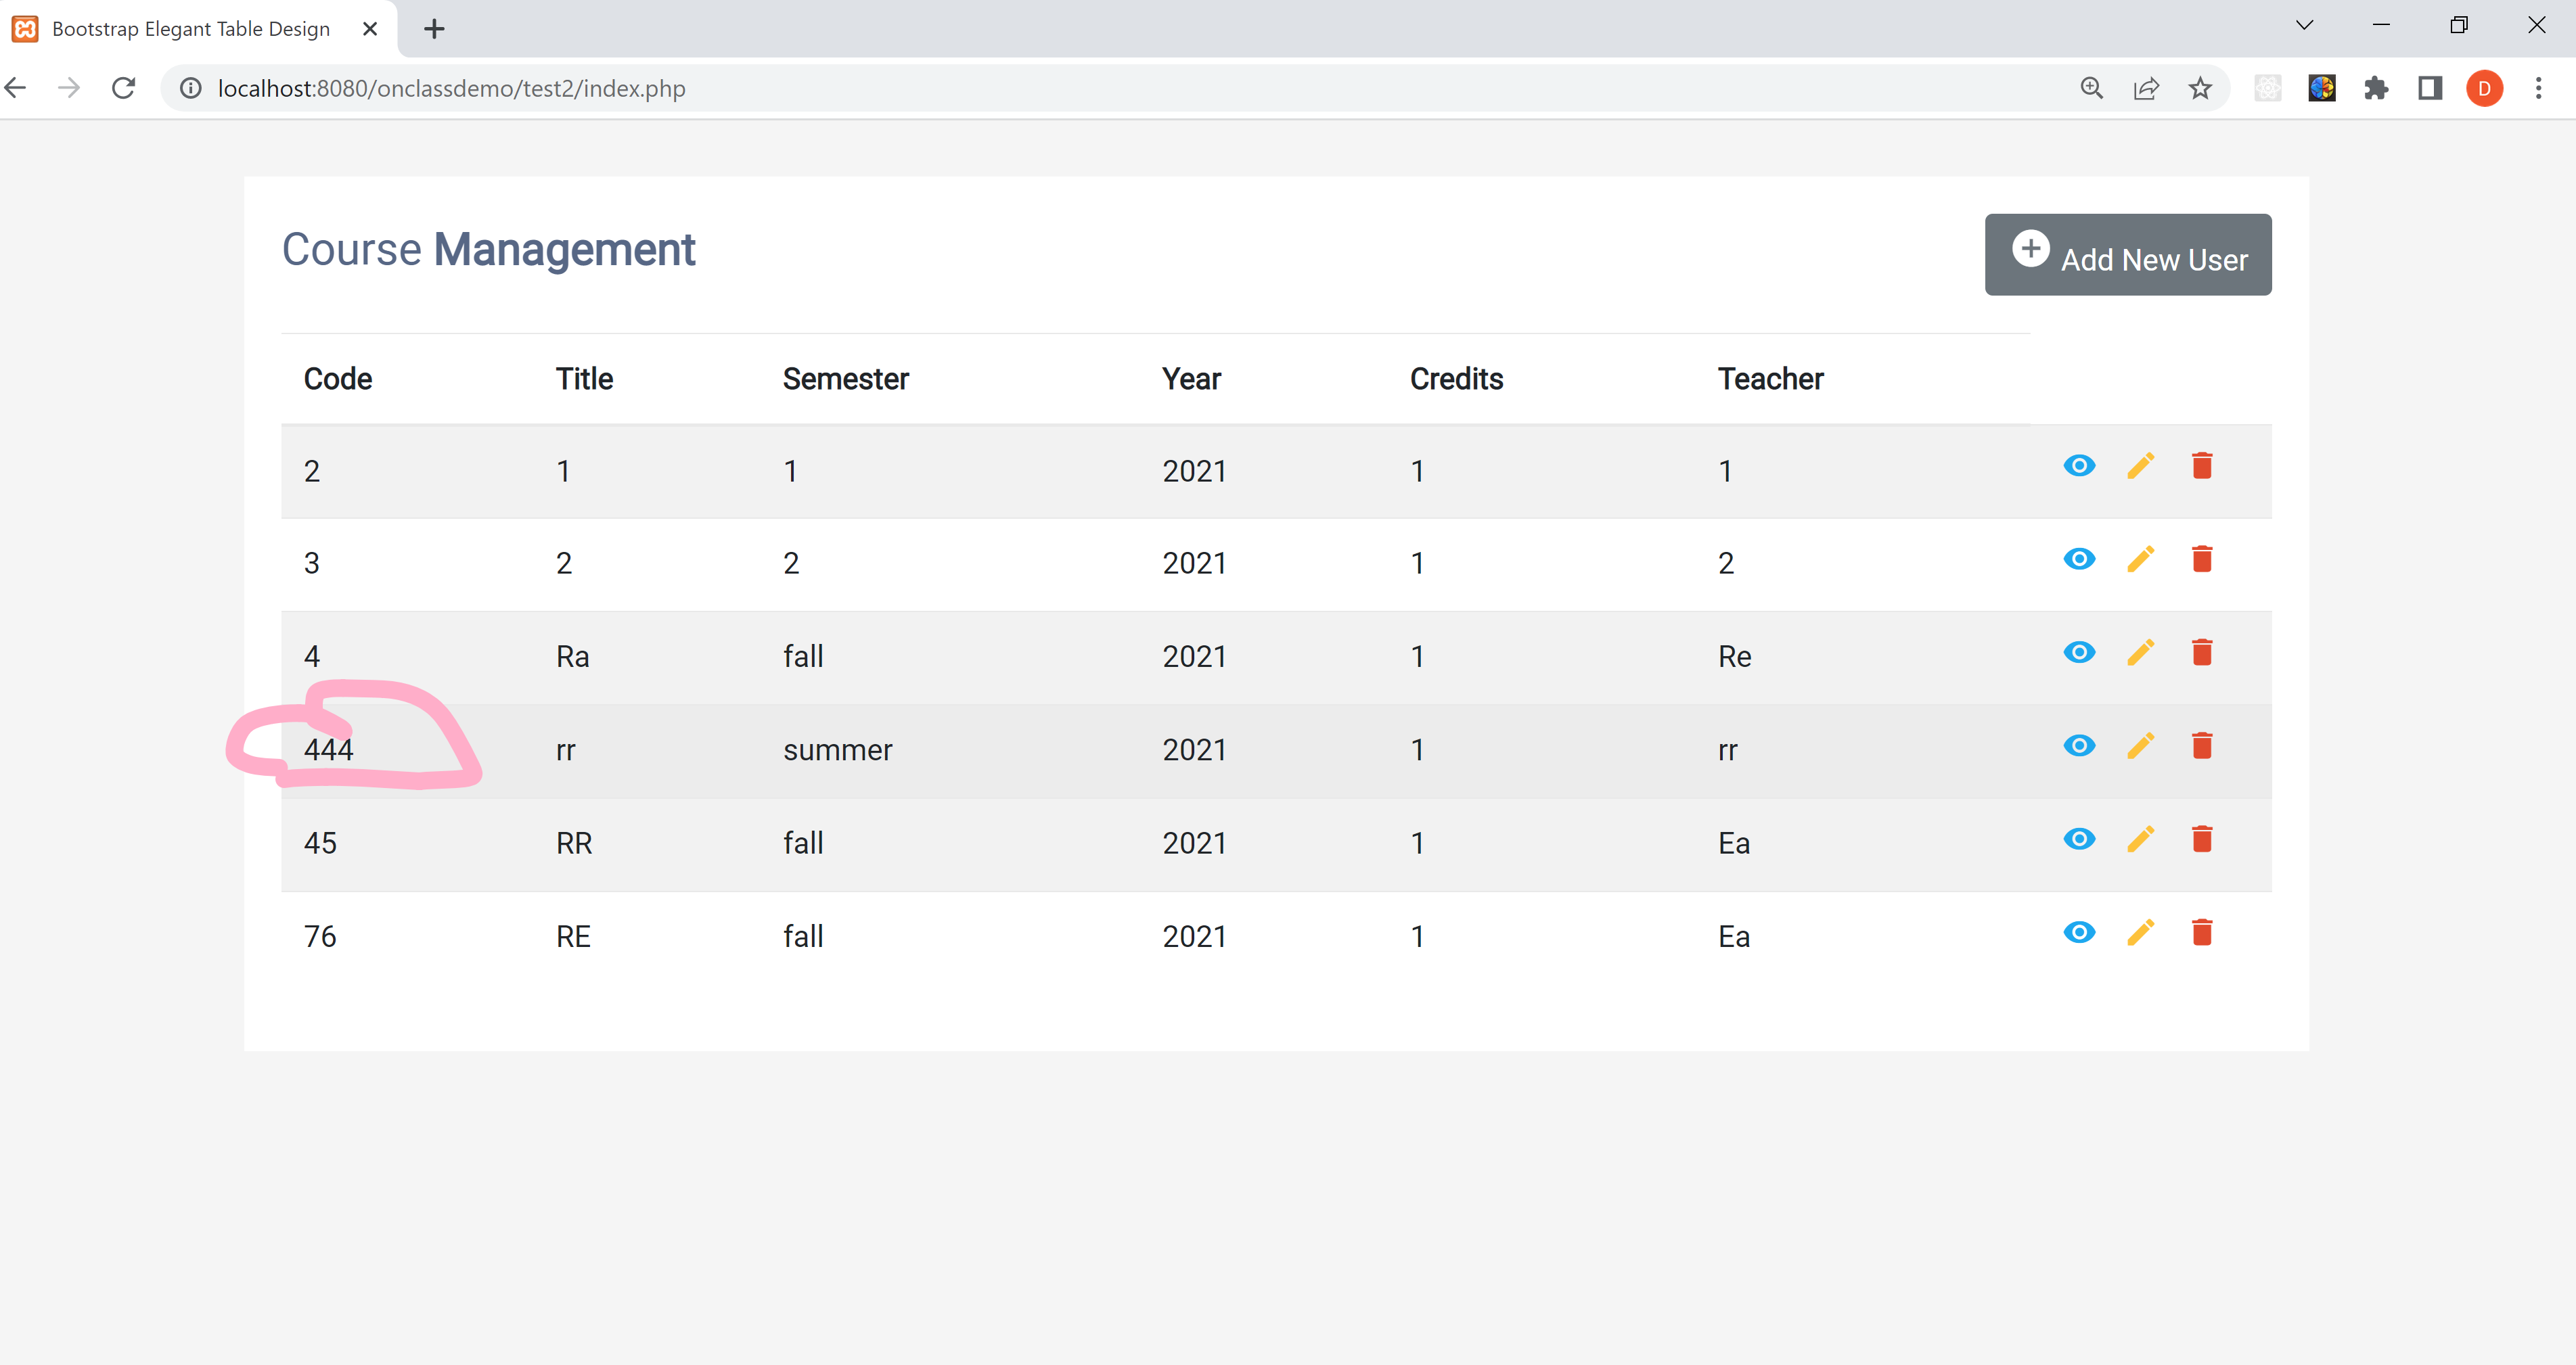 Bootstrap Elegant Table Design
localhost:8080/onclassdemo/test2/index.php
D
Course Management
Add New User
Code Title Semester Year Credits Teacher
2 1 1 2021 1 1
3 2 2 2021 1 2
4 Ra fall 2021 1 Re
444 rr summer 2021 1 rr
45 RR fall 2021 1 Ea
76 RE fall 2021 1 Ea